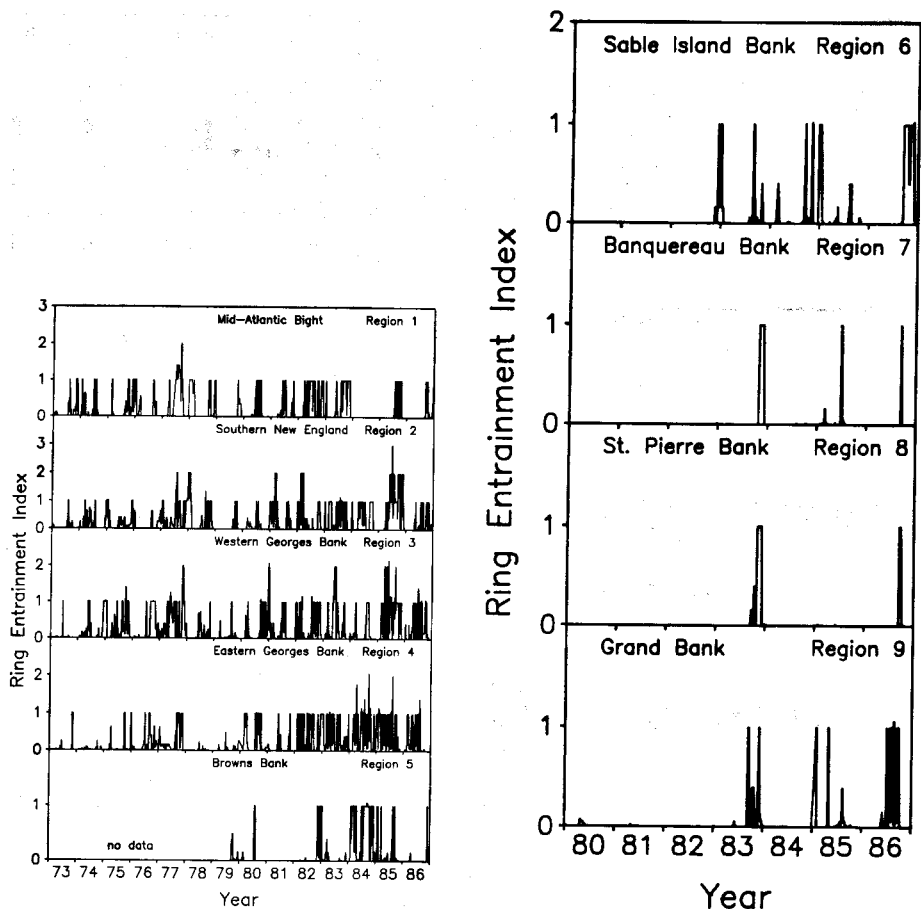 Ring Entrainment Index
3
Mid-Atlantic Bight Region 1
2
1
0
Southern New England Region 2
3
2
1
0
Western Georges Bank Region 3
2
1
0
Eastern Georges Bank Region 4
2
1
0
Browns Bank Region 5
1
no data
0
73 74 75 76 77 78 79 80 81 82 83 84 85 86
Year
Ring Entrainment Index
2
Sable Island Bank Region 6
1
0
Banquereau Bank Region 7
1
0
St. Pierre Bank Region 8
1
0
Grand Bank Region 9
1
0
80 81 82 83 84 85 86
Year